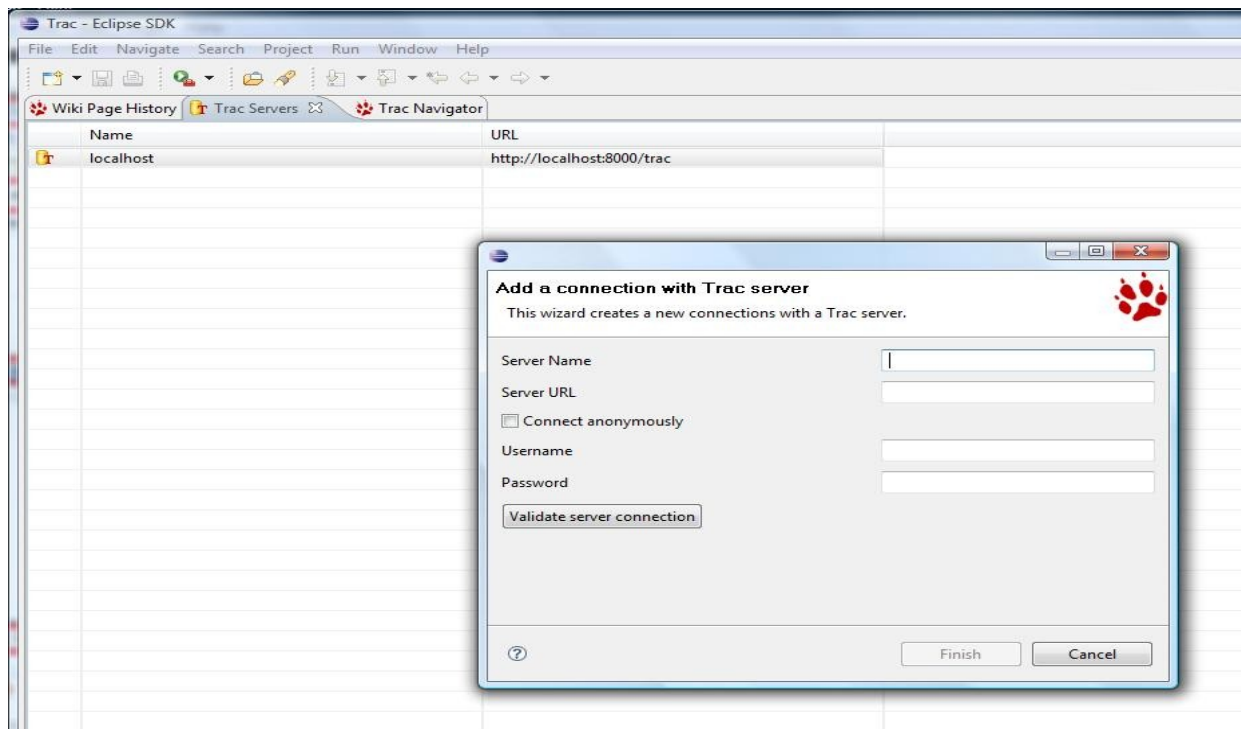 Trac - Eclipse SDK
File Edit Navigate Search Project Run Window Help
Wiki Page History Trac Servers Trac Navigator
Name URL
localhost http://localhost:8000/trac
Add a connection with Trac server
This wizard creates a new connections with a Trac server.
Server Name
Server URL
Connect anonymously
Username
Password
Validate server connection
Finish Cancel